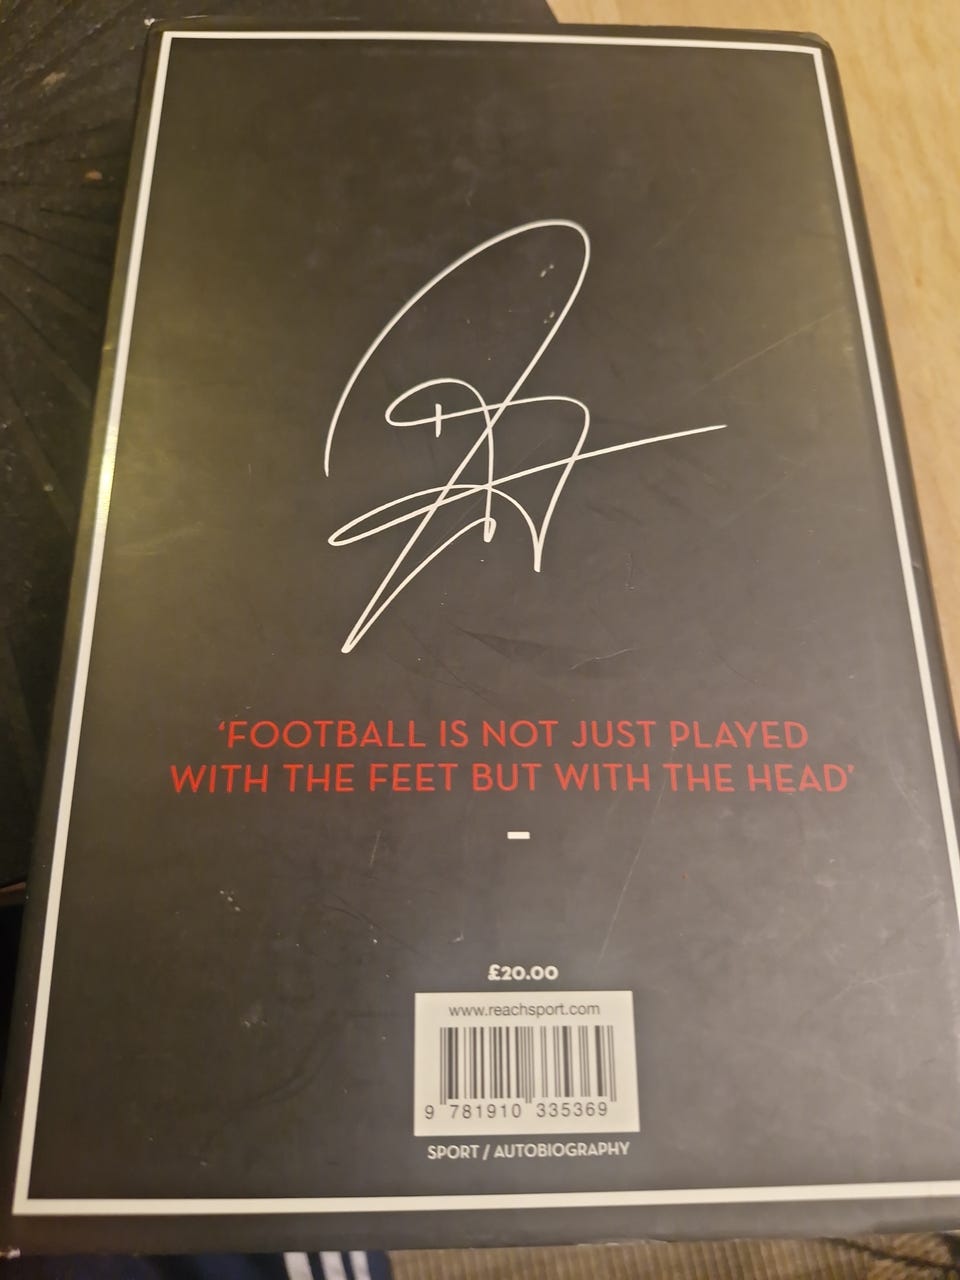 ‘FOOTBALL IS NOT JUST PLAYED
WITH THE FEET BUT WITH THE HEAD’
£20.00
www.reachsport.com
9 781910 335369
SPORT / AUTOBIOGRAPHY